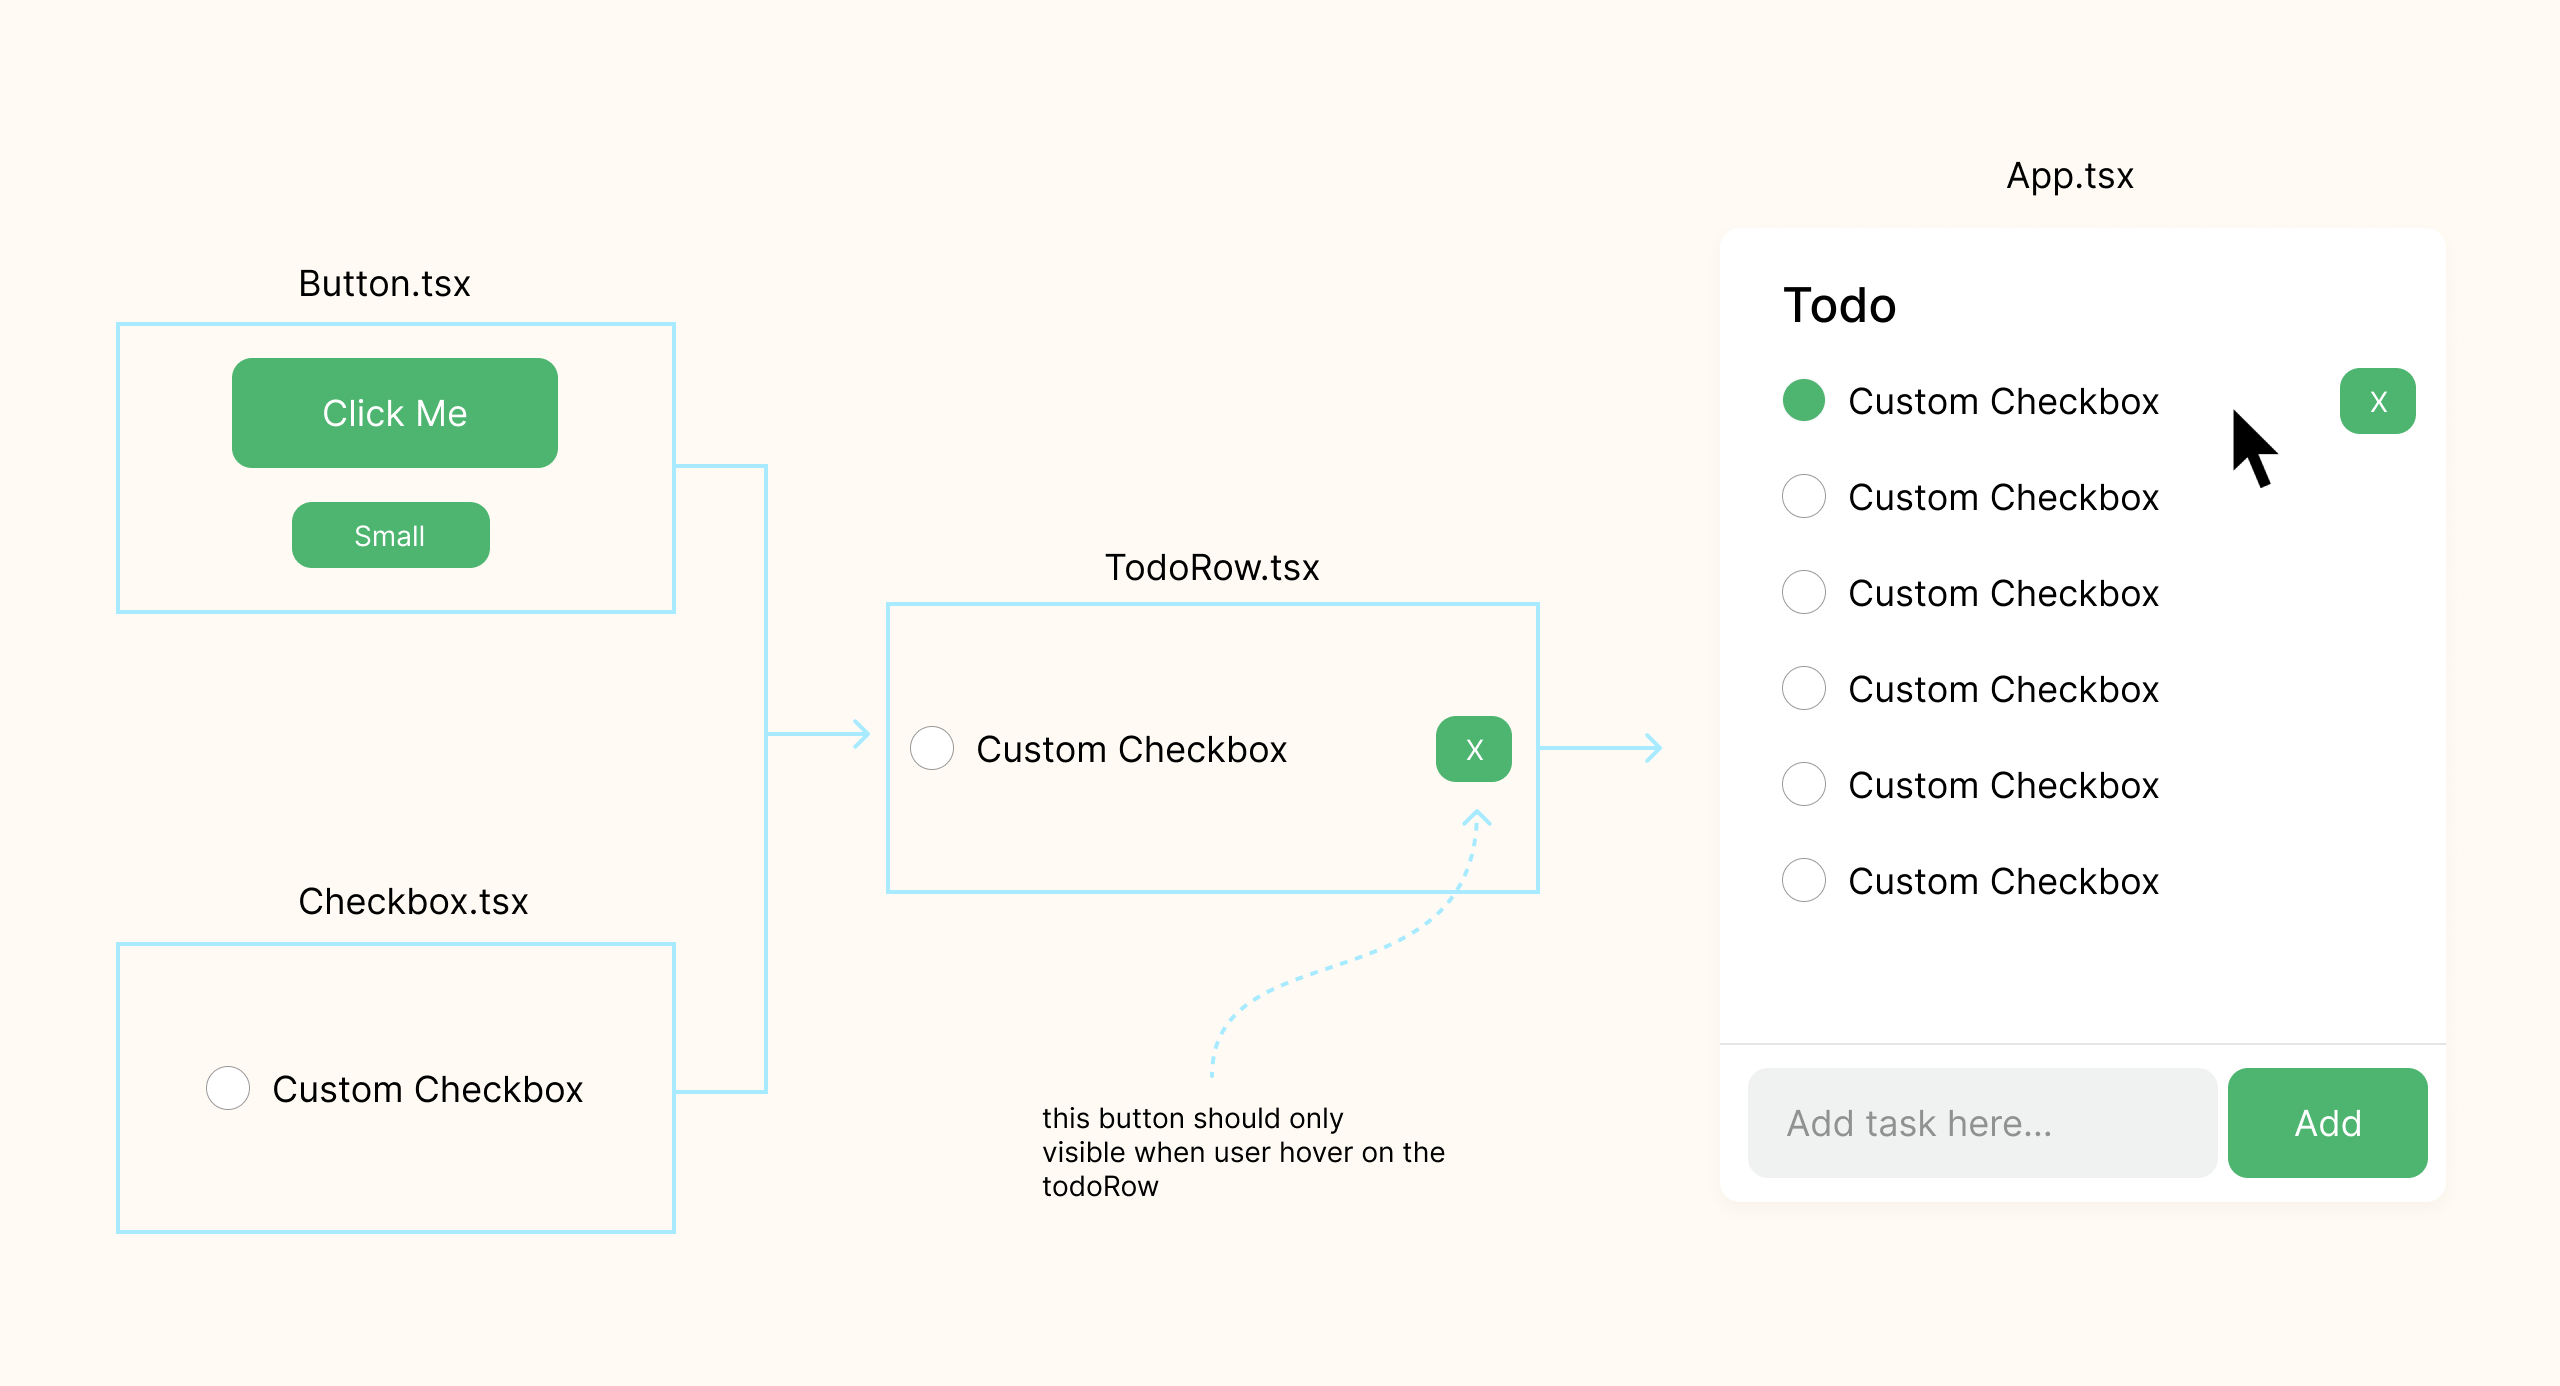 Button.tsx
Click Me
Small
Checkbox.tsx
Custom Checkbox
TodoRow.tsx
Custom Checkbox
X
this button should only
visible when user hover on the
todoRow
App.tsx
Todo
Custom Checkbox
X
Custom Checkbox
Custom Checkbox
Custom Checkbox
Custom Checkbox
Custom Checkbox
Add task here...
Add